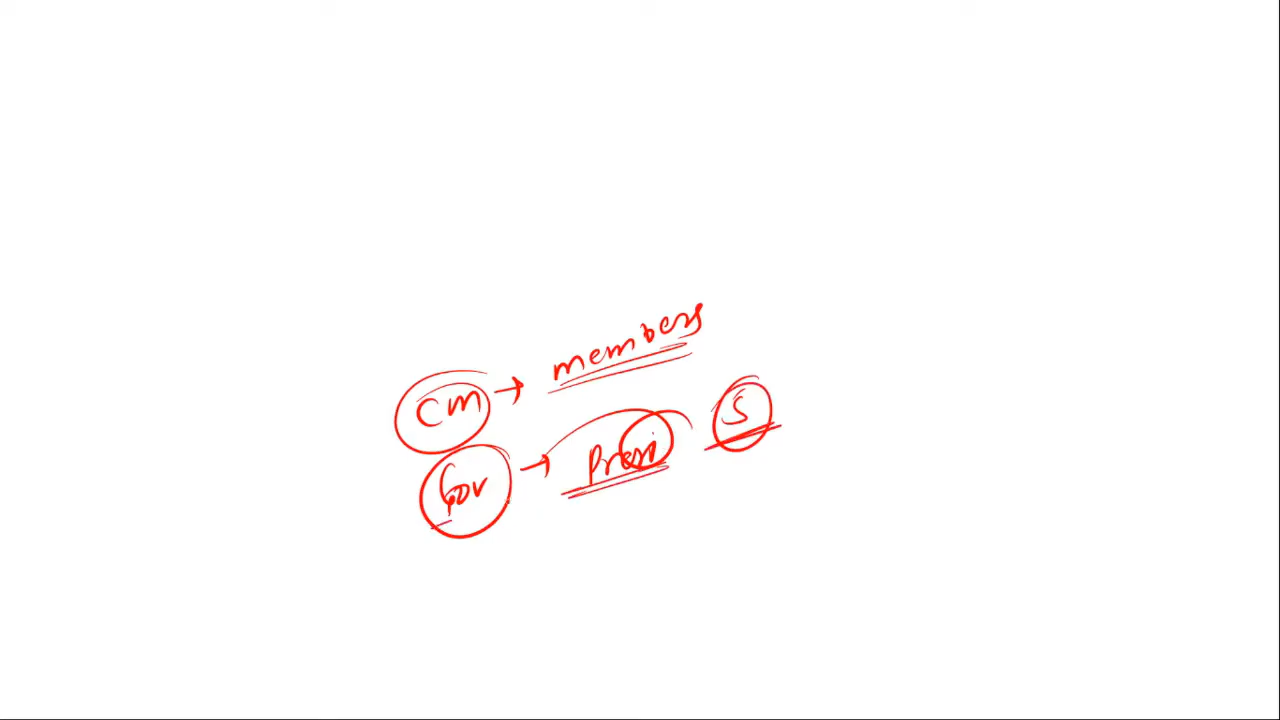 CM → members
Gov → Presi S